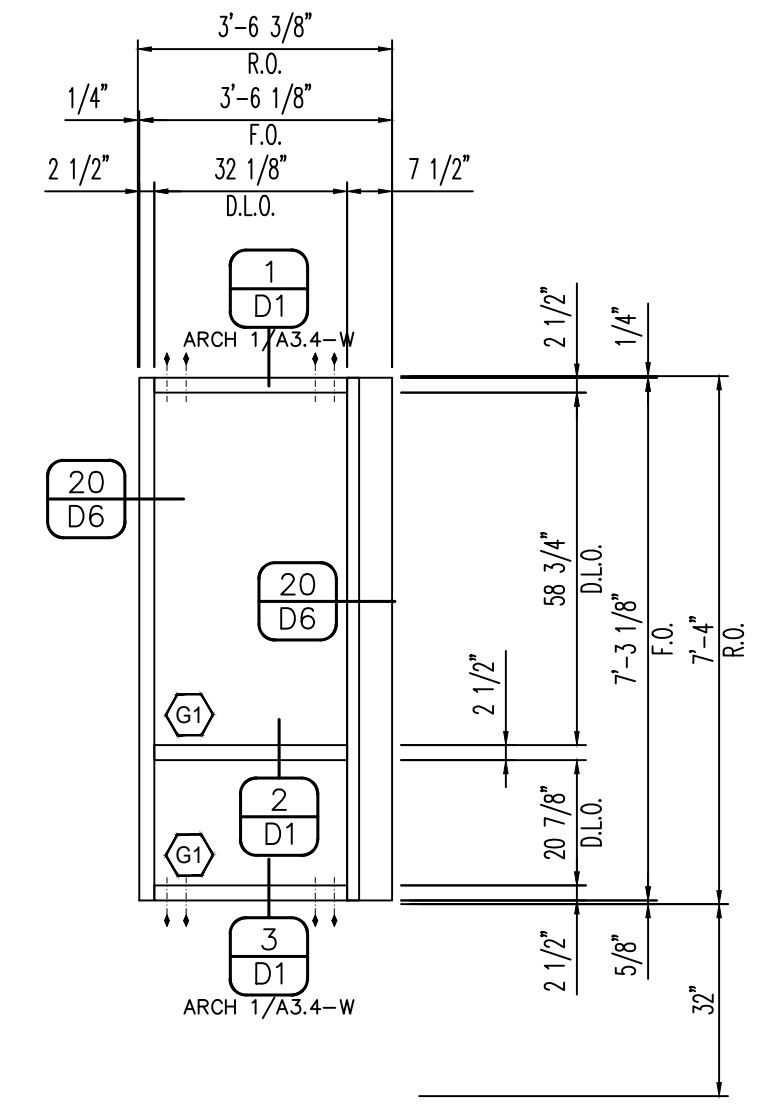 3'-6 3/8"
R.O.
1/4"
3'-6 1/8"
F.O.
2 1/2"
32 1/8"
7 1/2"
D.L.O.
1
D1
ARCH 1/A3.4-W
2 1/2"
1/4"
20
D6
20
D6
58 3/4"
D.L.O.
7'-3 1/8"
F.O.
7'-4"
R.O.
2 1/2"
G1
2
D1
20 7/8"
D.L.O.
G1
3
D1
ARCH 1/A3.4-W
2 1/2"
5/8"
32"